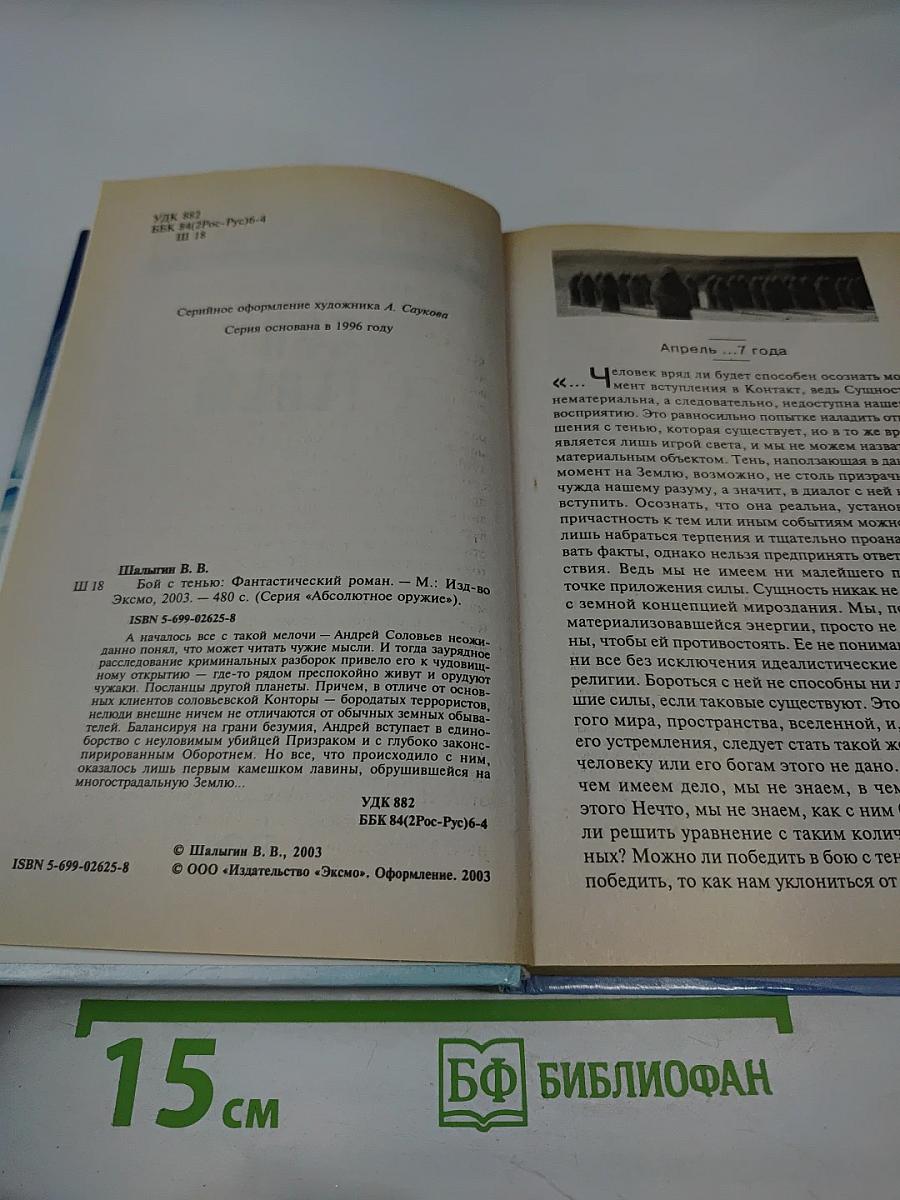 УДК 882
ББК 84(2Рос-Рус)6-4
Ш 18
Серийное оформление художника А. Саукова
Серия основана в 1996 году
Шалыгин В. В.
Ш 18 Бой с тенью: Фантастический роман. — М.: Изд-во
Эксмо, 2003. — 480 с. (Серия «Абсолютное оружие»).
ISBN 5-699-02625-8
А началось все с такой мелочи — Андрей Соловьев неожи-
данно понял, что может читать чужие мысли. И тогда заурядное
расследование криминальных разборок привело его к чудовищ-
ному открытию — где-то рядом преспокойно живут и орудуют
чужаки. Посланцы другой планеты. Причем, в отличе от основ-
ных клиентов соловьевской Конторы — бородатых террористов,
нелюди внешне ничем не отличаются от обычных земных обыва-
телей. Балансируя на грани безумия, Андрей вступает в едино-
борство с неуловимым убийцей Призраком и с глубоко законс-
пирированным Оборотнем. Но все, что происходило с ним,
оказалось лишь первым камешком лавины, обрушившейся на
многострадальную Землю...
УДК 882
ББК 84(2Рос-Рус)6-4
© Шалыгин В. В., 2003
ISBN 5-699-02625-8 © ООО «Издательство «Эксмо». Оформление. 2003
Апрель ...7 года
«... Человек вряд ли будет способен осознать мо
мент вступления в Контакт, ведь Сущност
нематериальна, а следовательно, недоступна наше
восприятию. Это равносильно попытке наладить отн
шения с тенью, которая существует, но в то же вр
является лишь игрой света, и мы не можем назват
материальным объектом. Тень, наползающая в да
момент на Землю, возможно, не столь призрачн
чужда нашему разуму, а значит, в диалог с ней
вступить. Осознать, что она реальна, установ
причастность к тем или иным событиям можно
лишь набраться терпения и тщательно проана
вать факты, однако нельзя предпринять ответ
ствия. Ведь мы не имеем ни малейшего п
точке приложения силы. Сущность никак не
с земной концепцией мироздания. Мы, по
материализовавшейся энергии, просто не
ны, чтобы ей противостоять. Ее не понима
ни все без исключения идеалистические
религии. Бороться с ней не способны ни л
шие силы, если таковые существуют. Это
гого мира, пространства, вселенной, и,
его устремления, следует стать такой же
человеку или его богам этого не дано.
чем имеем дело, мы не знаем, в чем
этого Нечто, мы не знаем, как с ним
ли решить уравнение с таким колич
ных? Можно ли победить в бою с тен
победить, то как нам уклониться от
15 см
БФ БИБЛИОФАН